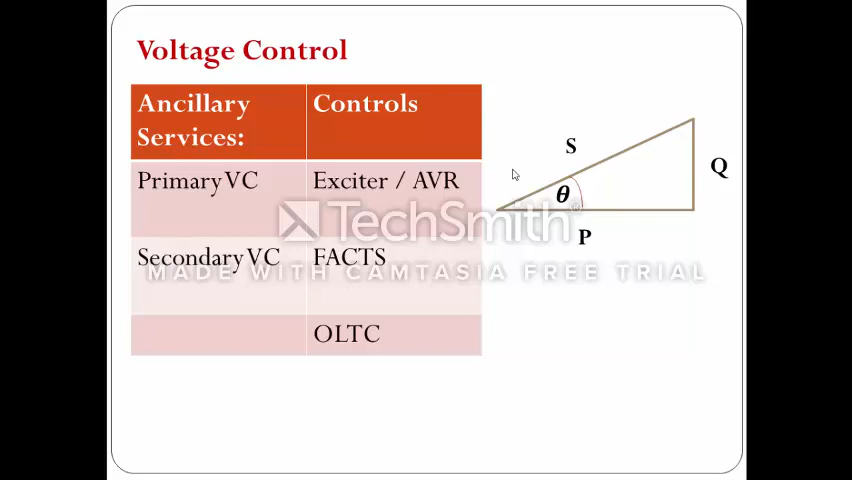 Voltage Control
Ancillary Services:
Controls
Primary VC
Exciter / AVR
Secondary VC
FACTS
OLTC
S
Q
θ
P
TechSmith®
MADE WITH CAMTASIA FREE TRIAL